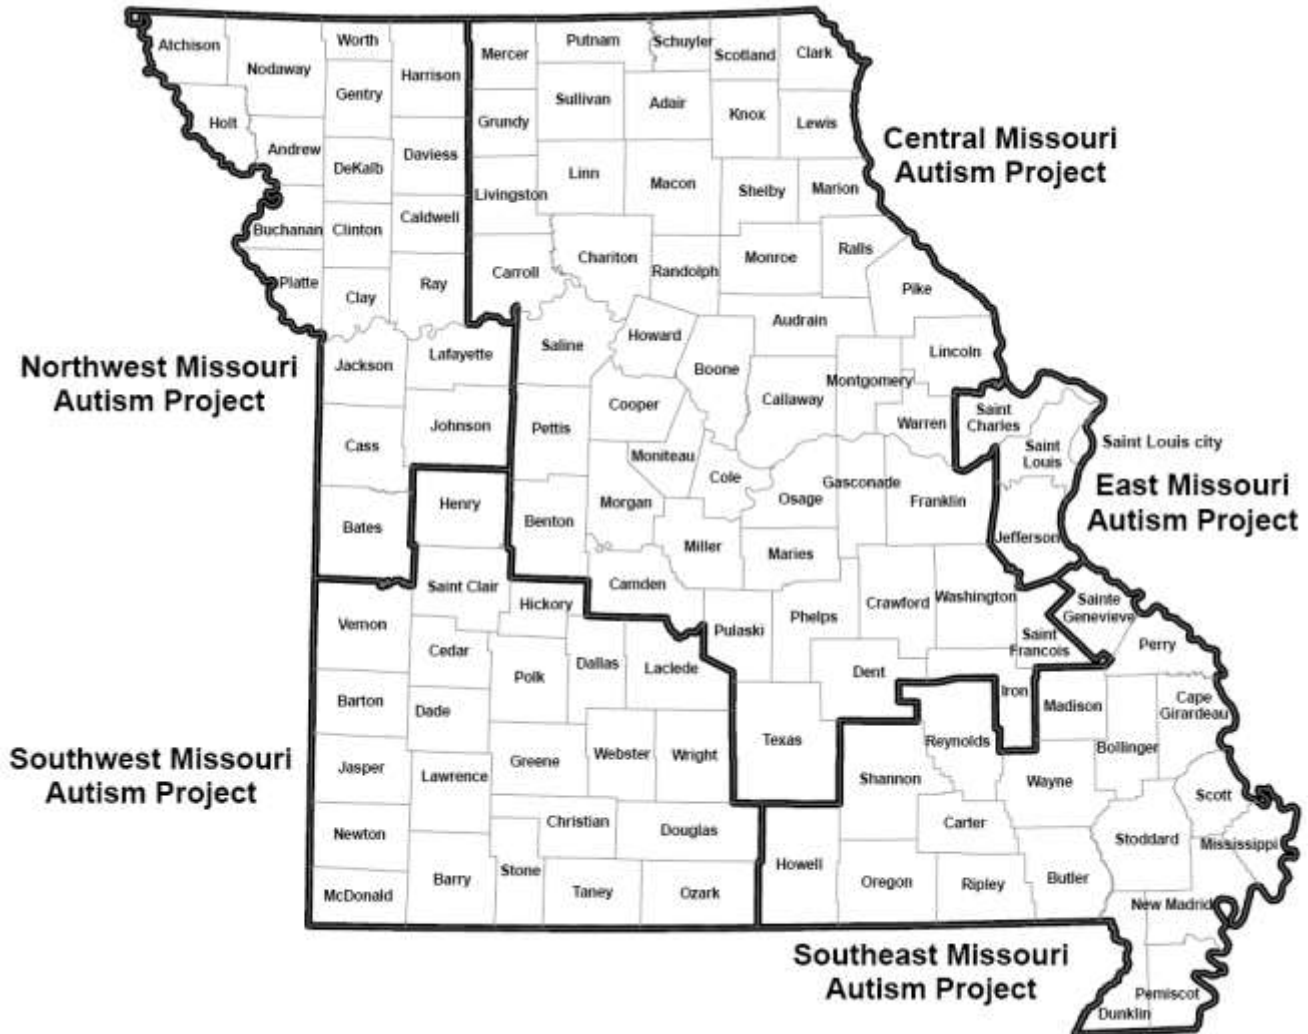 Atchison
Nodaway
Worth
Harrison
Mercer
Putnam
Schuyler
Scotland
Clark
Gentry
Holt
Sullivan
Adair
Knox
Lewis
Grundy
Andrew
DeKalb
Daviess
Central Missouri
Autism Project
Livingston
Linn
Macon
Shelby
Marion
Buchanan
Clinton
Caldwell
Platte
Clay
Ray
Carroll
Chariton
Randolph
Monroe
Ralls
Pike
Audrain
Northwest Missouri
Autism Project
Jackson
Lafayette
Saline
Howard
Boone
Callaway
Montgomery
Lincoln
Cass
Johnson
Pettis
Cooper
Moniteau
Cole
Warren
Saint
Charles
Saint
Louis
Saint Louis city
East Missouri
Autism Project
Bates
Henry
Benton
Morgan
Miller
Osage
Gasconade
Franklin
Jefferson
Maries
Saint Clair
Hickory
Camden
Pulaski
Phelps
Crawford
Washington
Saint
Francois
Sainte
Genevieve
Perry
Vernon
Cedar
Polk
Dallas
Laclede
Dent
Iron
Madison
Cape
Girardeau
Barton
Dade
Texas
Reynolds
Bollinger
Southwest Missouri
Autism Project
Jasper
Lawrence
Greene
Webster
Wright
Shannon
Wayne
Scott
Newton
Christian
Douglas
Carter
Stoddard
Mississippi
McDonald
Barry
Stone
Taney
Ozark
Howell
Oregon
Ripley
Butler
New Madrid
Southeast Missouri
Autism Project
Pemiscot
Dunklin